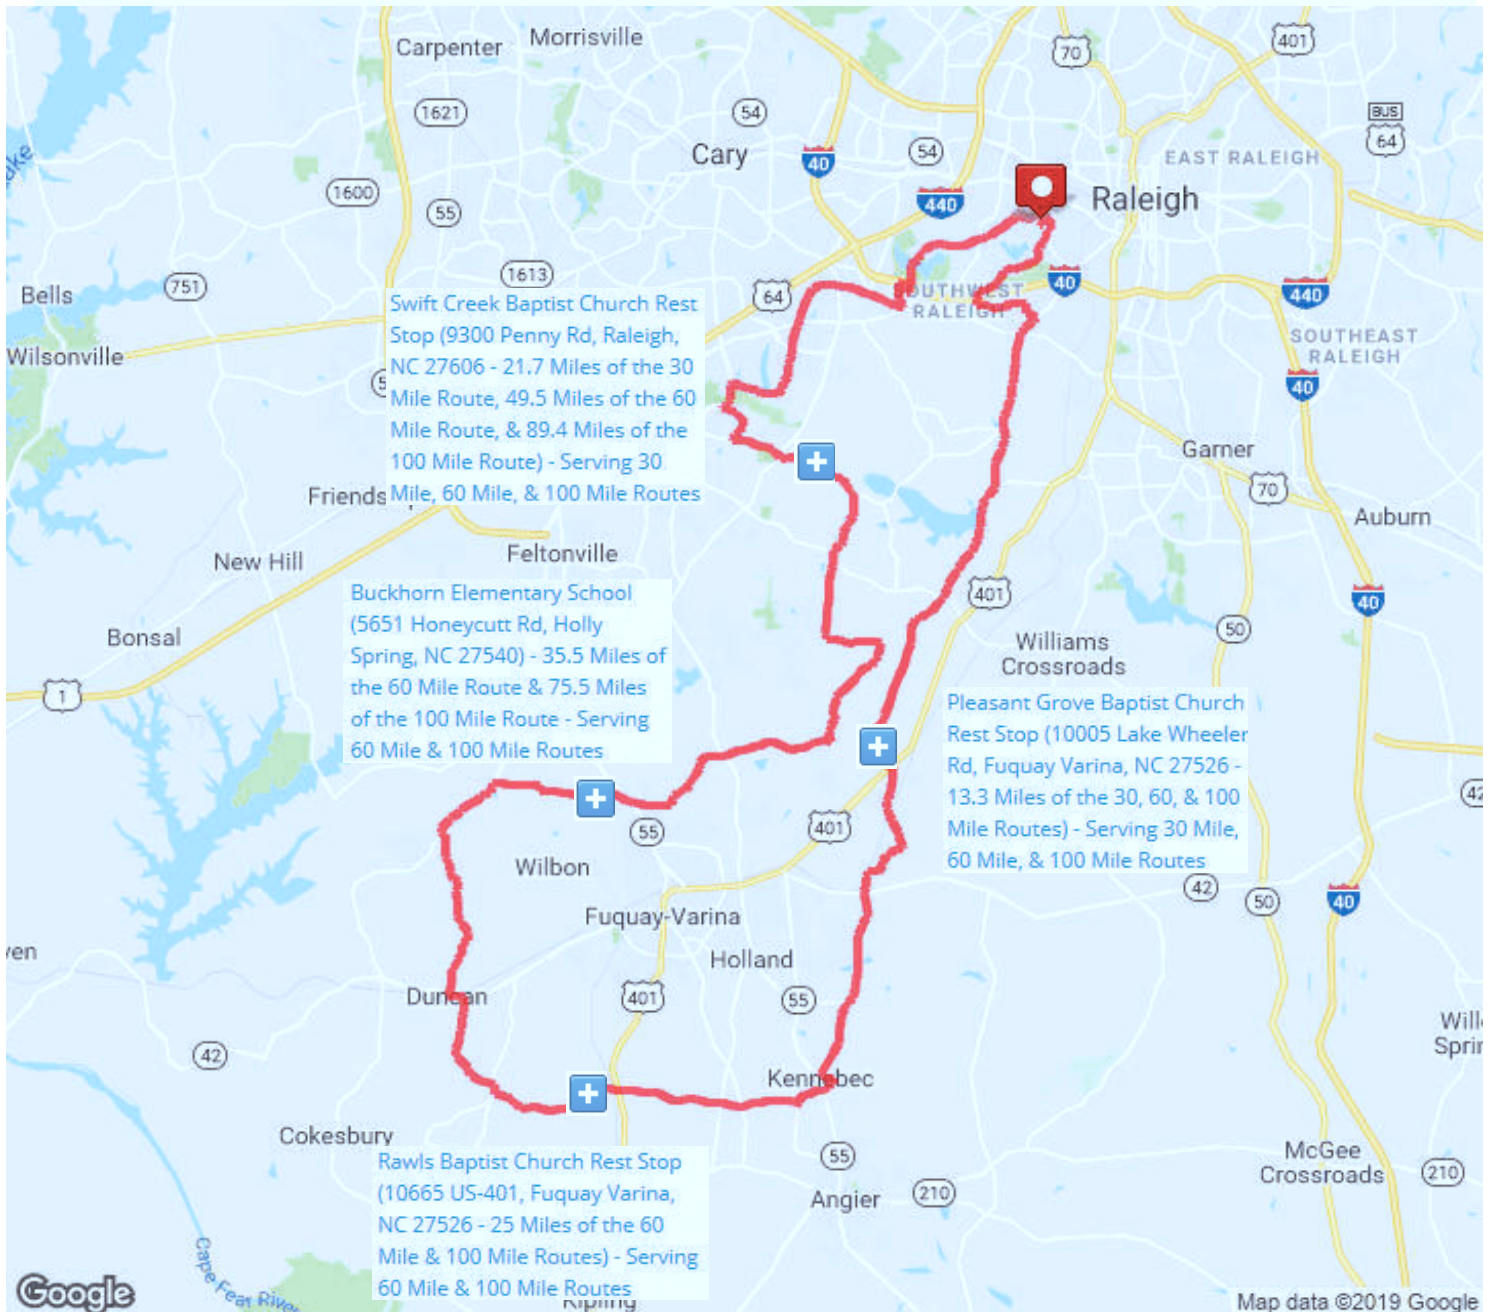 Carpenter
Morrisville
70
401
1621
54
BUS
64
Cary
40
54
EAST RALEIGH
1600
55
440
Raleigh
Bells
751
1613
64
SOUTHWEST
RALEIGH
40
440
SOUTHEAST
RALEIGH
Wilsonville
40
Swift Creek Baptist Church Rest
Stop (9300 Penny Rd, Raleigh,
NC 27606 - 21.7 Miles of the 30
Mile Route, 49.5 Miles of the 60
Mile Route, & 89.4 Miles of the
100 Mile Route) - Serving 30
Mile, 60 Mile, & 100 Mile Routes
Garner
70
Auburn
New Hill
Feltonville
Buckhorn Elementary School
(5651 Honeycutt Rd, Holly
Spring, NC 27540) - 35.5 Miles of
the 60 Mile Route & 75.5 Miles
of the 100 Mile Route - Serving
60 Mile & 100 Mile Routes
401
40
50
Bonsal
Williams
Crossroads
1
Pleasant Grove Baptist Church
Rest Stop (10005 Lake Wheeler
Rd, Fuquay Varina, NC 27526 -
13.3 Miles of the 30, 60, & 100
Mile Routes) - Serving 30 Mile,
60 Mile, & 100 Mile Routes
42
55
401
Wilbon
42
50
40
Fuquay-Varina
Holland
Duncan
401
55
42
Kennebec
Cokesbury
Rawls Baptist Church Rest Stop
(10665 US-401, Fuquay Varina,
NC 27526 - 25 Miles of the 60
Mile & 100 Mile Routes) - Serving
60 Mile & 100 Mile Routes
55
McGee
Crossroads
210
Angier
210
Cape Fear River
Kipling
Google
Map data ©2019 Google